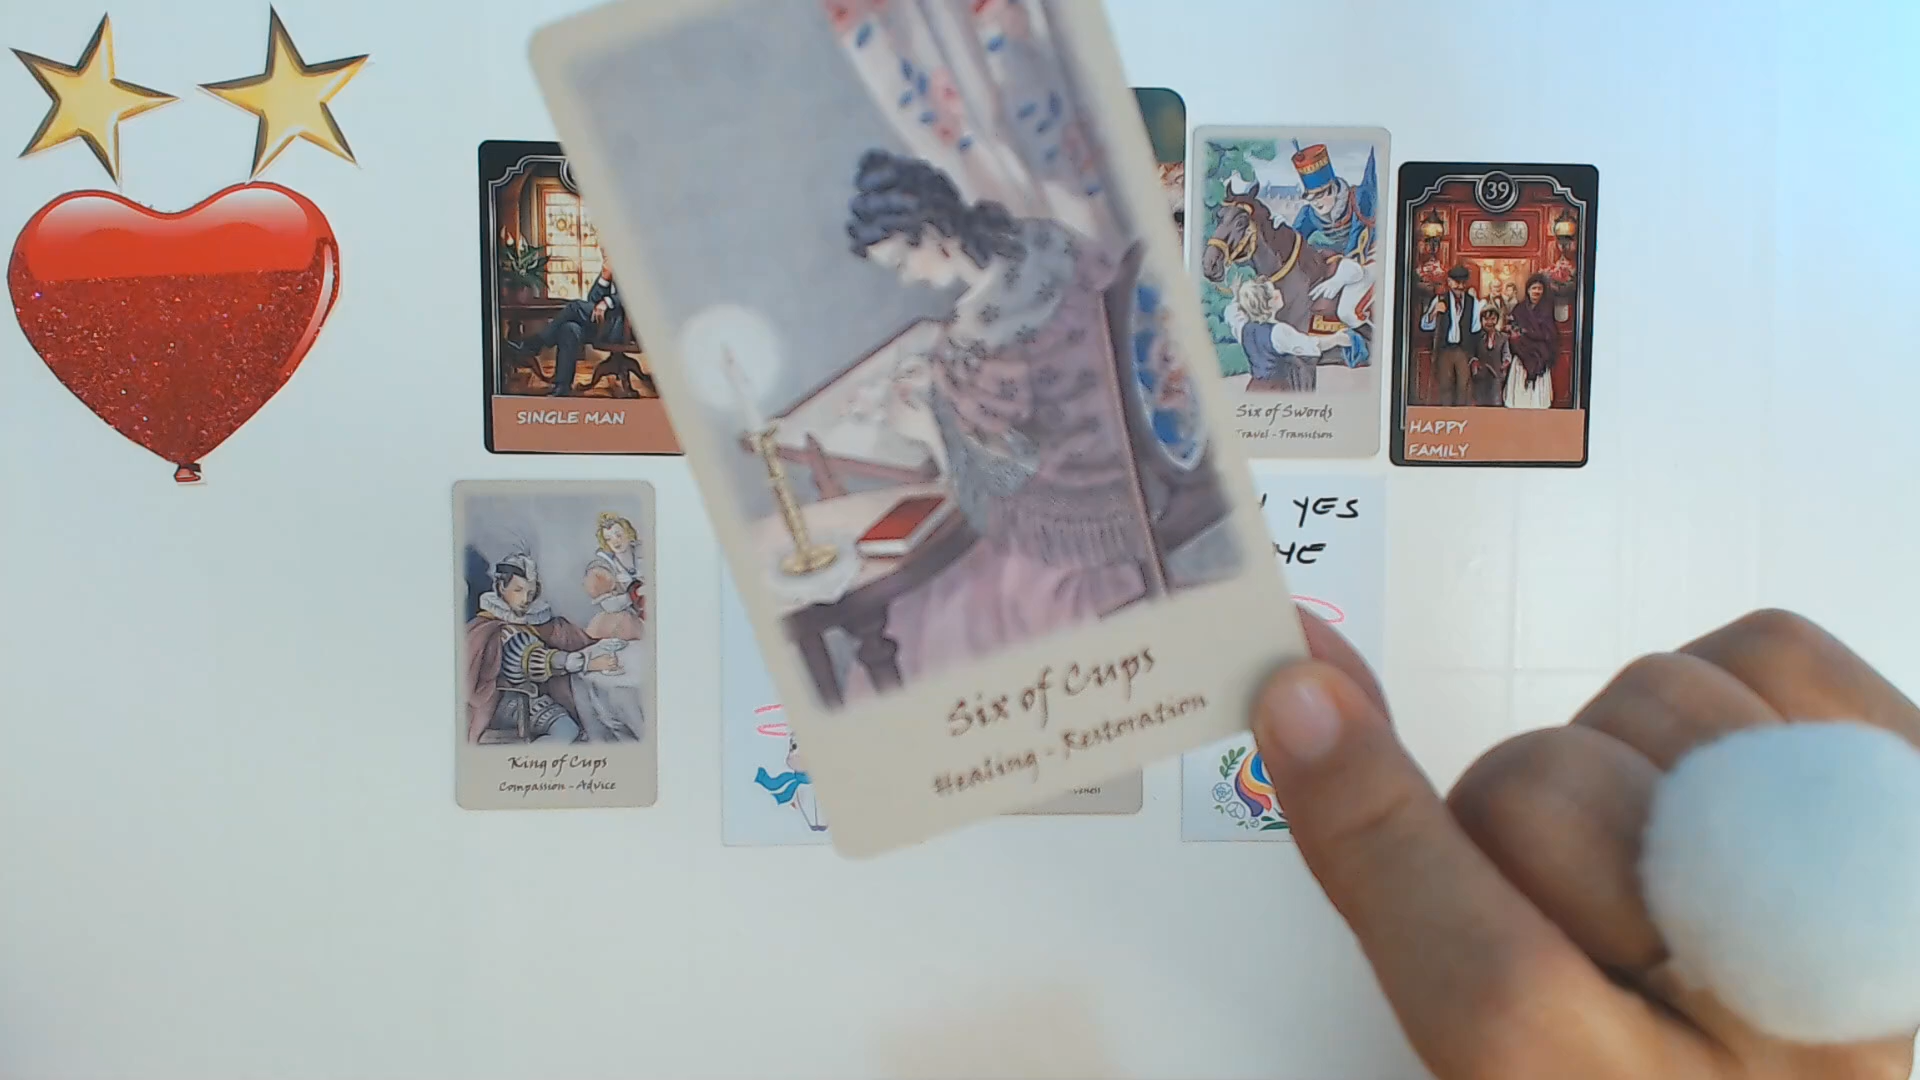 39
SINGLE MAN
Six of Swords
Travel - Transition
HAPPY
FAMILY
YES
Six of Cups
Healing - Restoration
King of Cups
Compassion - Advice